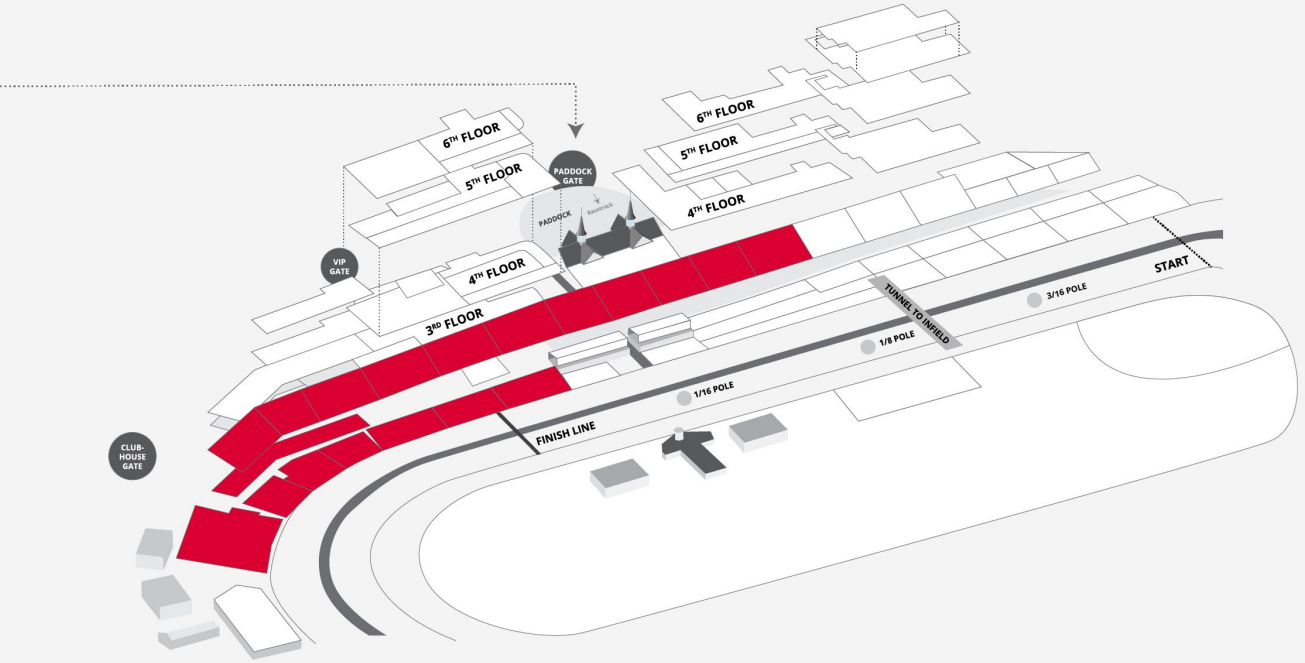 6TH FLOOR
5TH FLOOR
4TH FLOOR
3RD FLOOR
6TH FLOOR
5TH FLOOR
4TH FLOOR
PADDOCK
GATE
PADDOCK
Racetrack
VIP
GATE
CLUB-
HOUSE
GATE
START
3/16 POLE
TUNNEL TO INFIELD
1/8 POLE
1/16 POLE
FINISH LINE